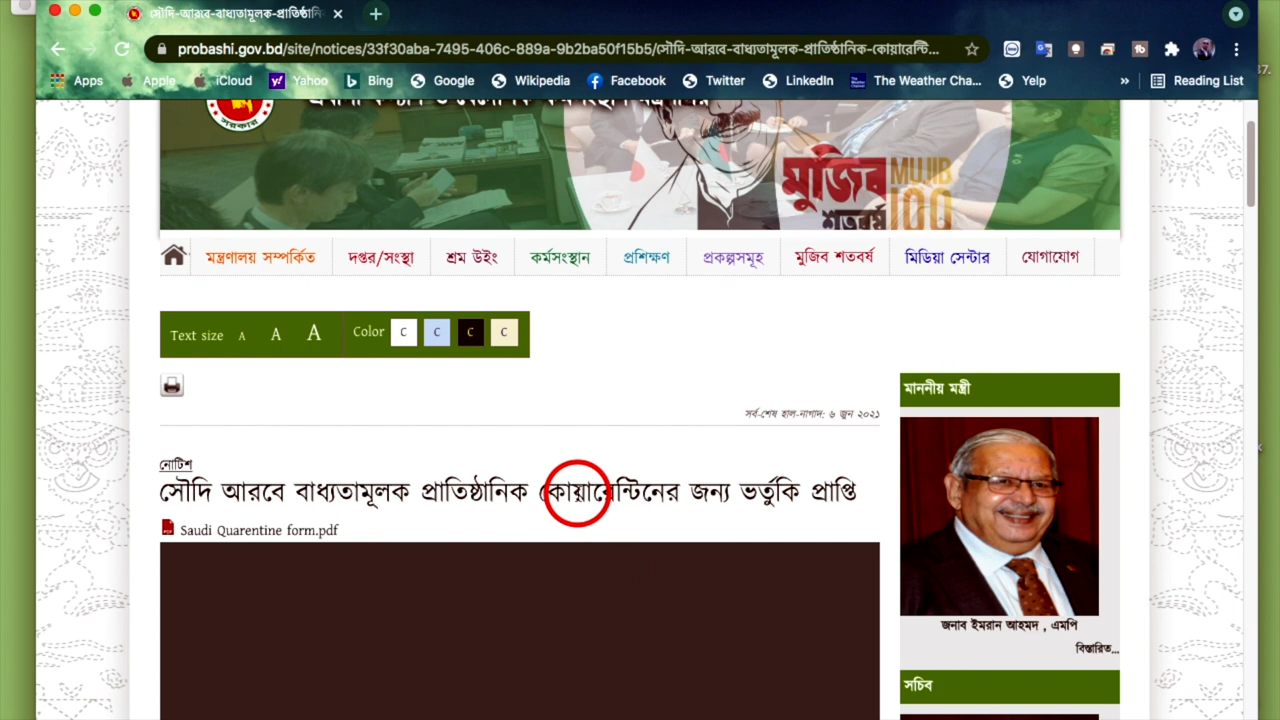 সৌদি-আরবে-বাধ্যতামূলক-প্রাতিষ্ঠানি
probashi.gov.bd/site/notices/33f30aba-7495-406c-889a-9b2ba50f15b5/সৌদি-আরবে-বাধ্যতামূলক-প্রাতিষ্ঠানিক-কোয়ারেন্টি...
Apps Apple iCloud Yahoo Bing Google Wikipedia Facebook Twitter LinkedIn The Weather Cha... Yelp » Reading List
সরকার
মুজিব MUJIB
শতবর্ষ 100
মন্ত্রণালয় সম্পর্কিত দপ্তর/সংস্থা শ্রম উইং কর্মসংস্থান প্রশিক্ষণ প্রকল্পসমূহ মুজিব শতবর্ষ মিডিয়া সেন্টার যোগাযোগ
Text size A A A Color C C C C
মাননীয় মন্ত্রী
সর্ব-শেষ হাল-নাগাদ: ৬ জুন ২০২১
নোটিশ
সৌদি আরবে বাধ্যতামূলক প্রাতিষ্ঠানিক কোয়ারেন্টিনের জন্য ভর্তুকি প্রাপ্তি
Saudi Quarentine form.pdf
জনাব ইমরান আহমদ , এমপি
বিস্তারিত...
সচিব